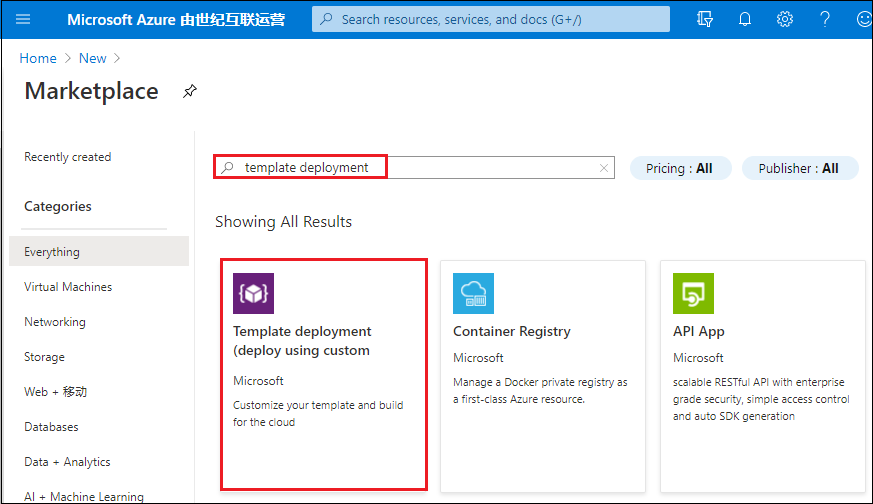 Microsoft Azure 由世纪互联运营
Search resources, services, and docs (G+/)
Home > New >
Marketplace
Recently created
Categories
Everything
Virtual Machines
Networking
Storage
Web + 移动
Databases
Data + Analytics
AI + Machine Learning
template deployment
Pricing : All
Publisher : All
Showing All Results
Template deployment
(deploy using custom
Microsoft
Customize your template and build
for the cloud
Container Registry
Microsoft
Manage a Docker private registry as
a first-class Azure resource.
API App
Microsoft
scalable RESTful API with enterprise
grade security, simple access control
and auto SDK generation